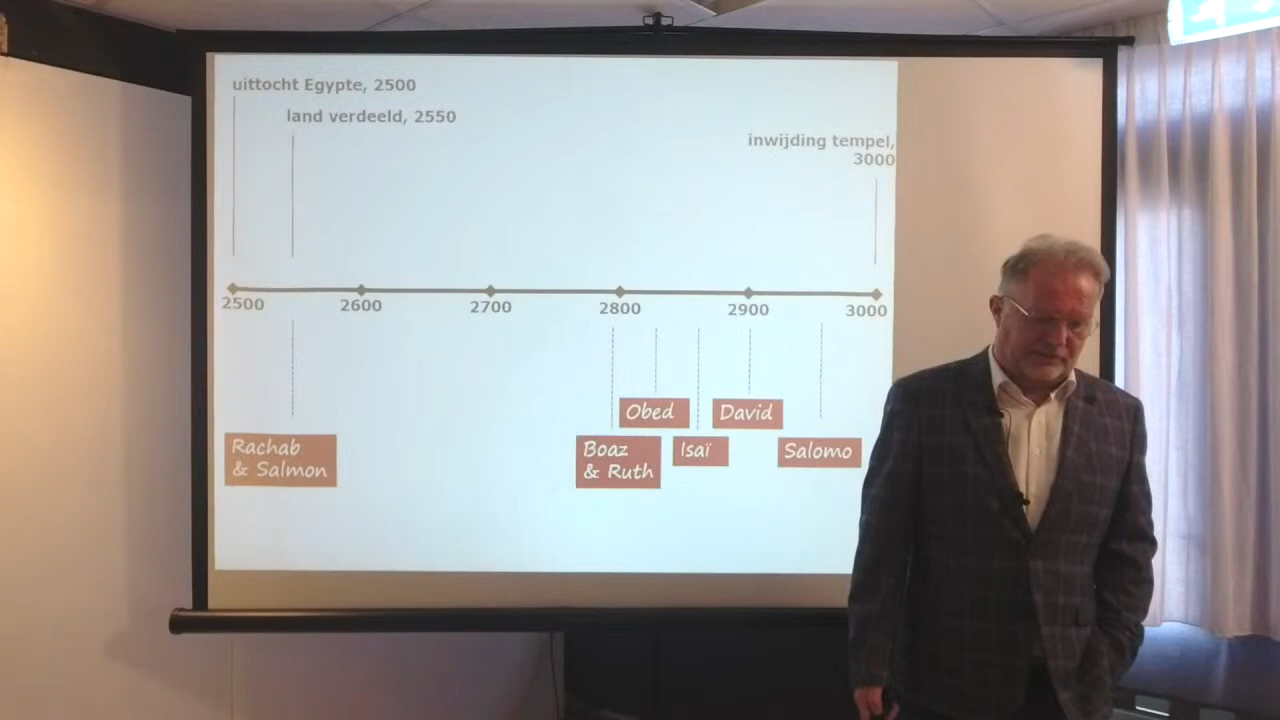 uittocht Egypte, 2500
land verdeeld, 2550
inwijding tempel,
3000
2500 2600 2700 2800 2900 3000
Obed David
Rachab
& Salmon
Boaz
& Ruth
Isaï
Salomo